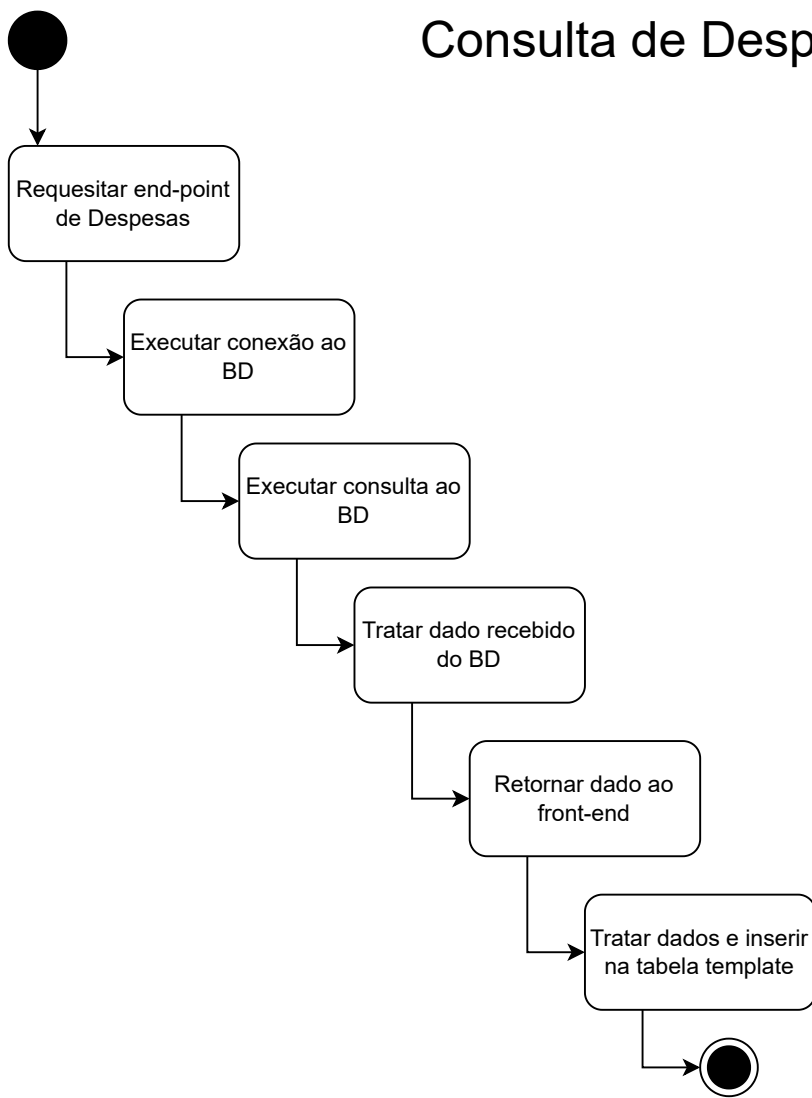 Consulta de Desp
Requesitar end-point
de Despesas
Executar conexão ao
BD
Executar consulta ao
BD
Tratar dado recebido
do BD
Retornar dado ao
front-end
Tratar dados e inserir
na tabela template